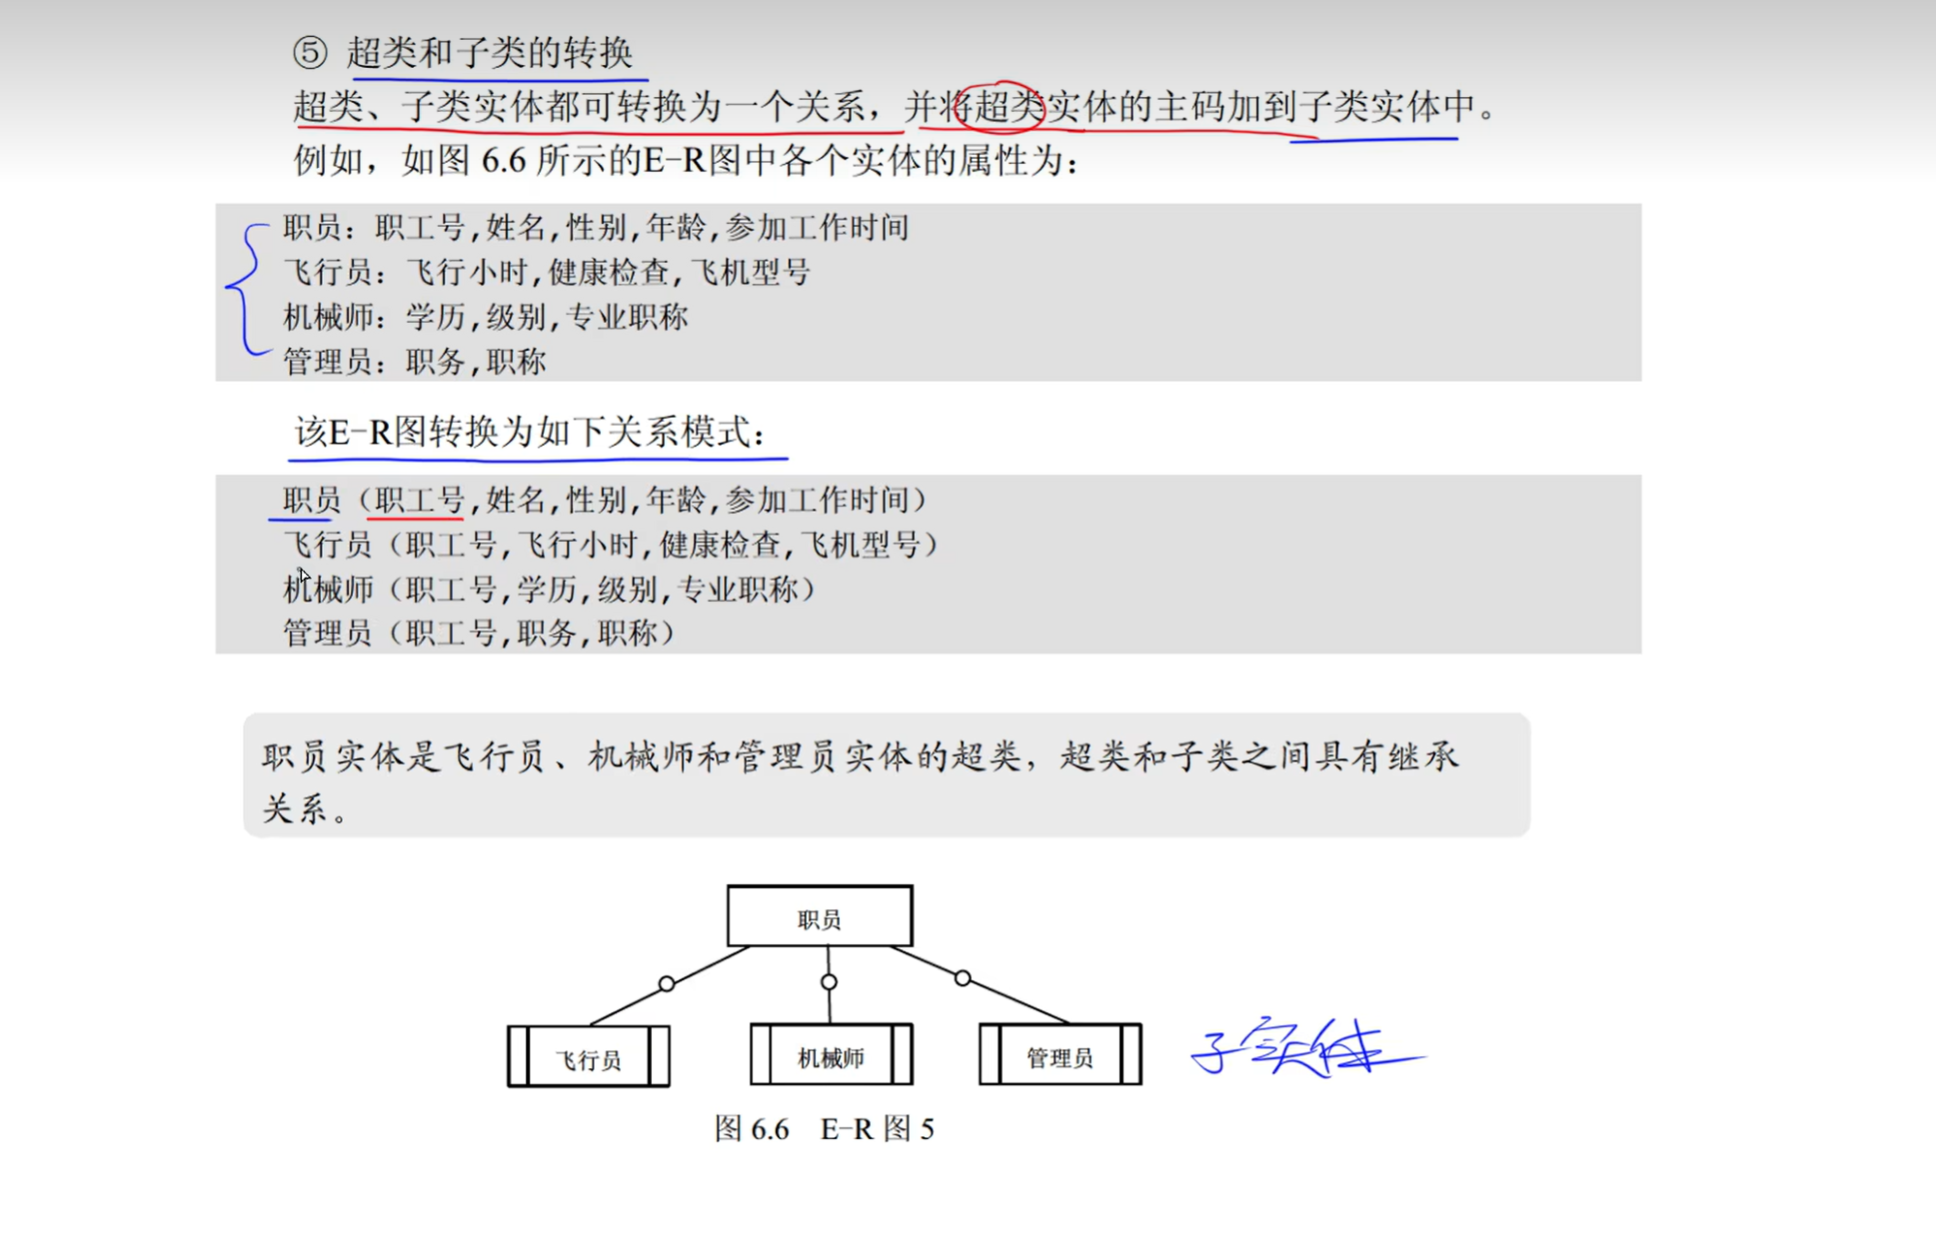 ⑤ 超类和子类的转换
超类、子类实体都可转换为一个关系，并将超类实体的主码加到子类实体中。
例如，如图 6.6 所示的E-R图中各个实体的属性为：
职员：职工号,姓名,性别,年龄,参加工作时间
飞行员：飞行小时,健康检查,飞机型号
机械师：学历,级别,专业职称
管理员：职务,职称
该E-R图转换为如下关系模式：
职员（职工号,姓名,性别,年龄,参加工作时间）
飞行员（职工号,飞行小时,健康检查,飞机型号）
机械师（职工号,学历,级别,专业职称）
管理员（职工号,职务,职称）
职员实体是飞行员、机械师和管理员实体的超类，超类和子类之间具有继承
关系。
职员
飞行员
机械师
管理员
子实体
图 6.6 E-R 图 5